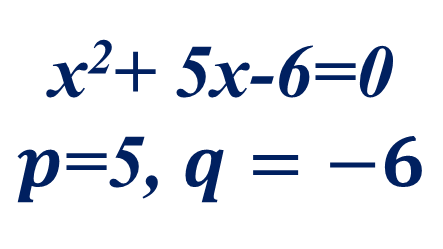 x²+ 5x-6=0
p=5, q = −6